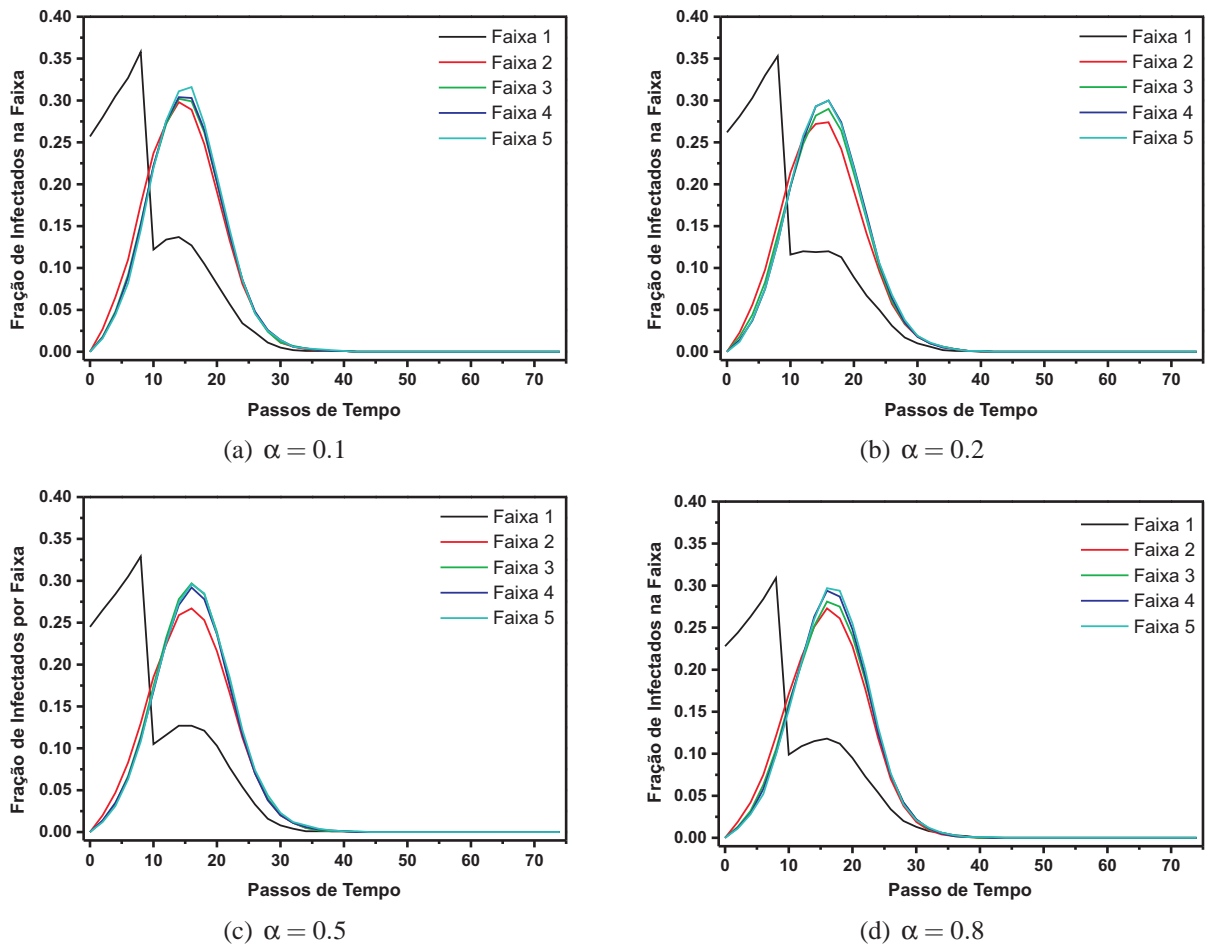 Fração de Infectados na Faixa
0.40
0.35
0.30
0.25
0.20
0.15
0.10
0.05
0.00
Faixa 1
Faixa 2
Faixa 3
Faixa 4
Faixa 5
0 10 20 30 40 50 60 70
Passos de Tempo
(a) α = 0.1
Fração de Infectados na Faixa
0.40
0.35
0.30
0.25
0.20
0.15
0.10
0.05
0.00
Faixa 1
Faixa 2
Faixa 3
Faixa 4
Faixa 5
0 10 20 30 40 50 60 70
Passos de Tempo
(b) α = 0.2
Fração de Infectados por Faixa
0.40
0.35
0.30
0.25
0.20
0.15
0.10
0.05
0.00
Faixa 1
Faixa 2
Faixa 3
Faixa 4
Faixa 5
0 10 20 30 40 50 60 70
Passos de Tempo
(c) α = 0.5
Fração de Infectados na Faixa
0.40
0.35
0.30
0.25
0.20
0.15
0.10
0.05
0.00
Faixa 1
Faixa 2
Faixa 3
Faixa 4
Faixa 5
0 10 20 30 40 50 60 70
Passo de Tempo
(d) α = 0.8